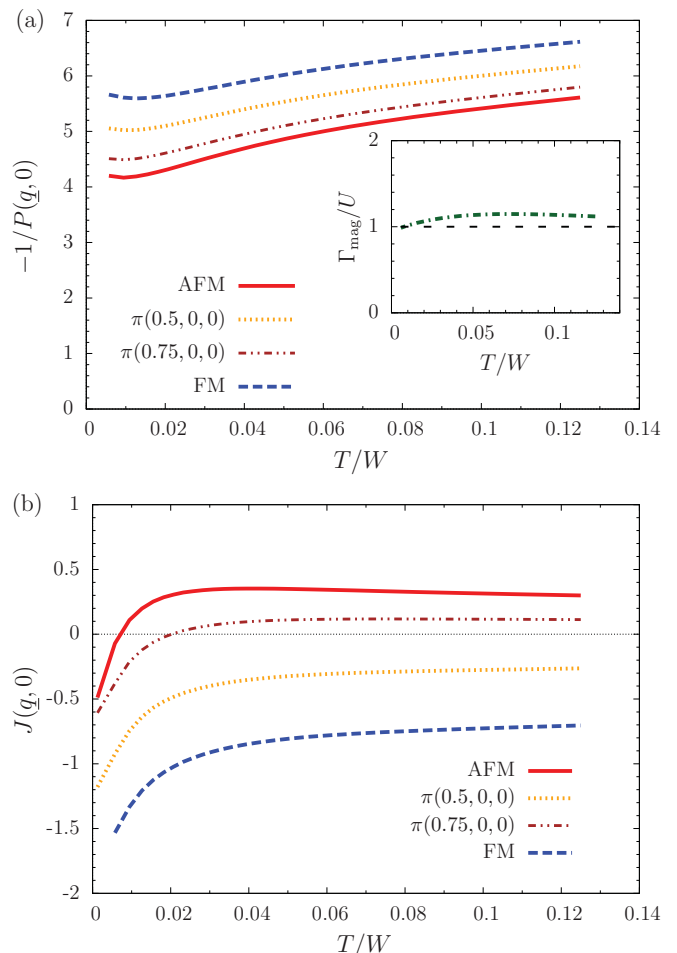 (a)
7
6
5
4
3
2
1
0
−1/P(q,0)
0
0.02
0.04
0.06
0.08
0.1
0.12
0.14
T/W
AFM
π(0.5,0,0)
π(0.75,0,0)
FM
2
1
0
Γmag/U
0
0.05
0.1
T/W
(b)
1
0.5
0
-0.5
-1
-1.5
-2
J(q,0)
0
0.02
0.04
0.06
0.08
0.1
0.12
0.14
T/W
AFM
π(0.5,0,0)
π(0.75,0,0)
FM